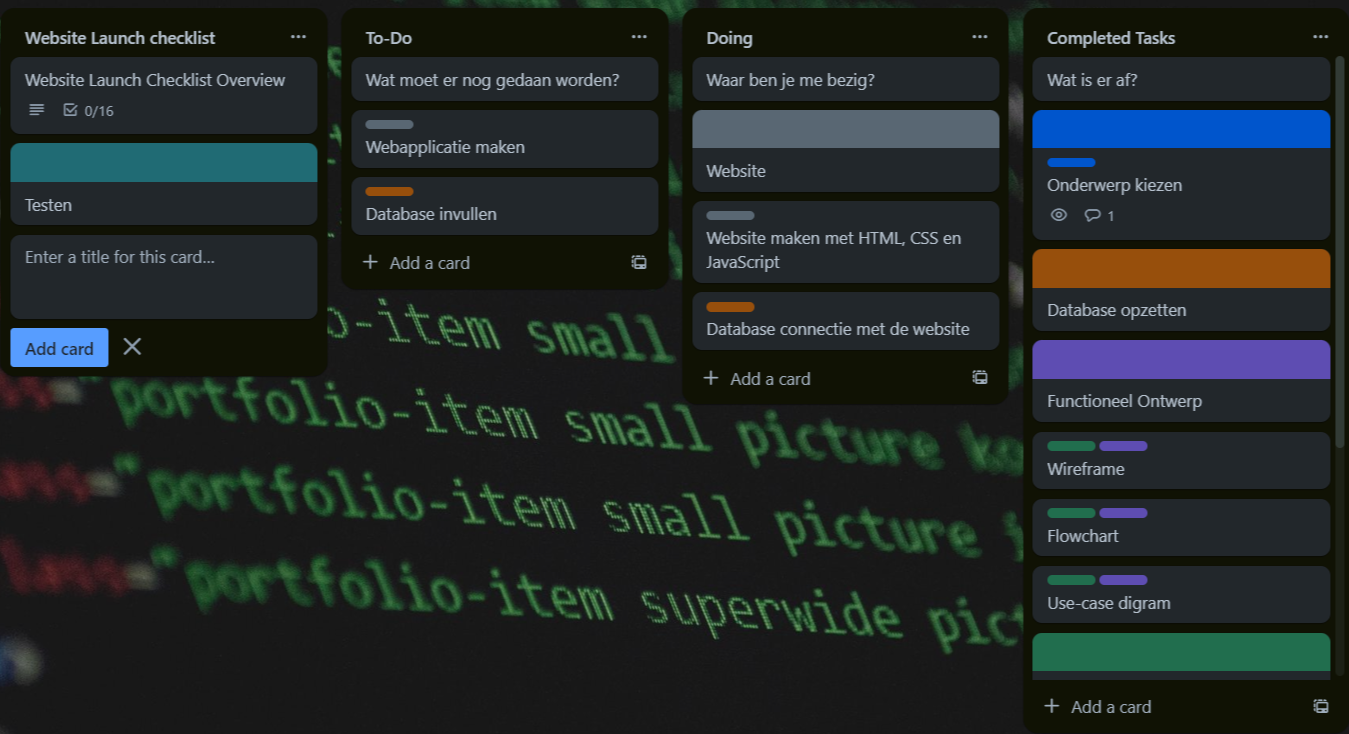 Website Launch checklist
Website Launch Checklist Overview
0/16
Testen
Enter a title for this card...
Add card
To-Do
Wat moet er nog gedaan worden?
Webapplicatie maken
Database invullen
Add a card
Doing
Waar ben je me bezig?
Website
Website maken met HTML, CSS en
JavaScript
Database connectie met de website
Add a card
Completed Tasks
Wat is er af?
Onderwerp kiezen
1
Database opzetten
Functioneel Ontwerp
Wireframe
Flowchart
Use-case digram
Add a card
o-item small
="portfolio-item small picture
="portfolio-item small picture
="portfolio-item superwide